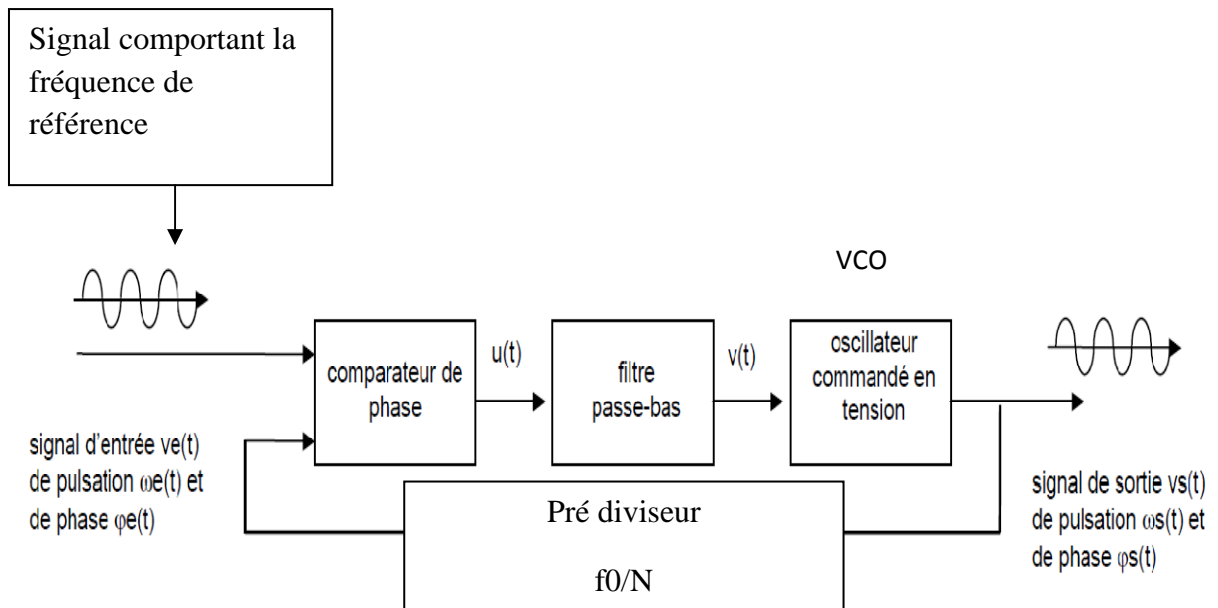 Signal comportant la
fréquence de
référence
VCO
comparateur de
phase
u(t)
filtre
passe-bas
v(t)
oscillateur
commandé en
tension
signal d'entrée ve(t)
de pulsation ωe(t) et
de phase φe(t)
Pré diviseur
f0/N
signal de sortie vs(t)
de pulsation ωs(t) et
de phase φs(t)